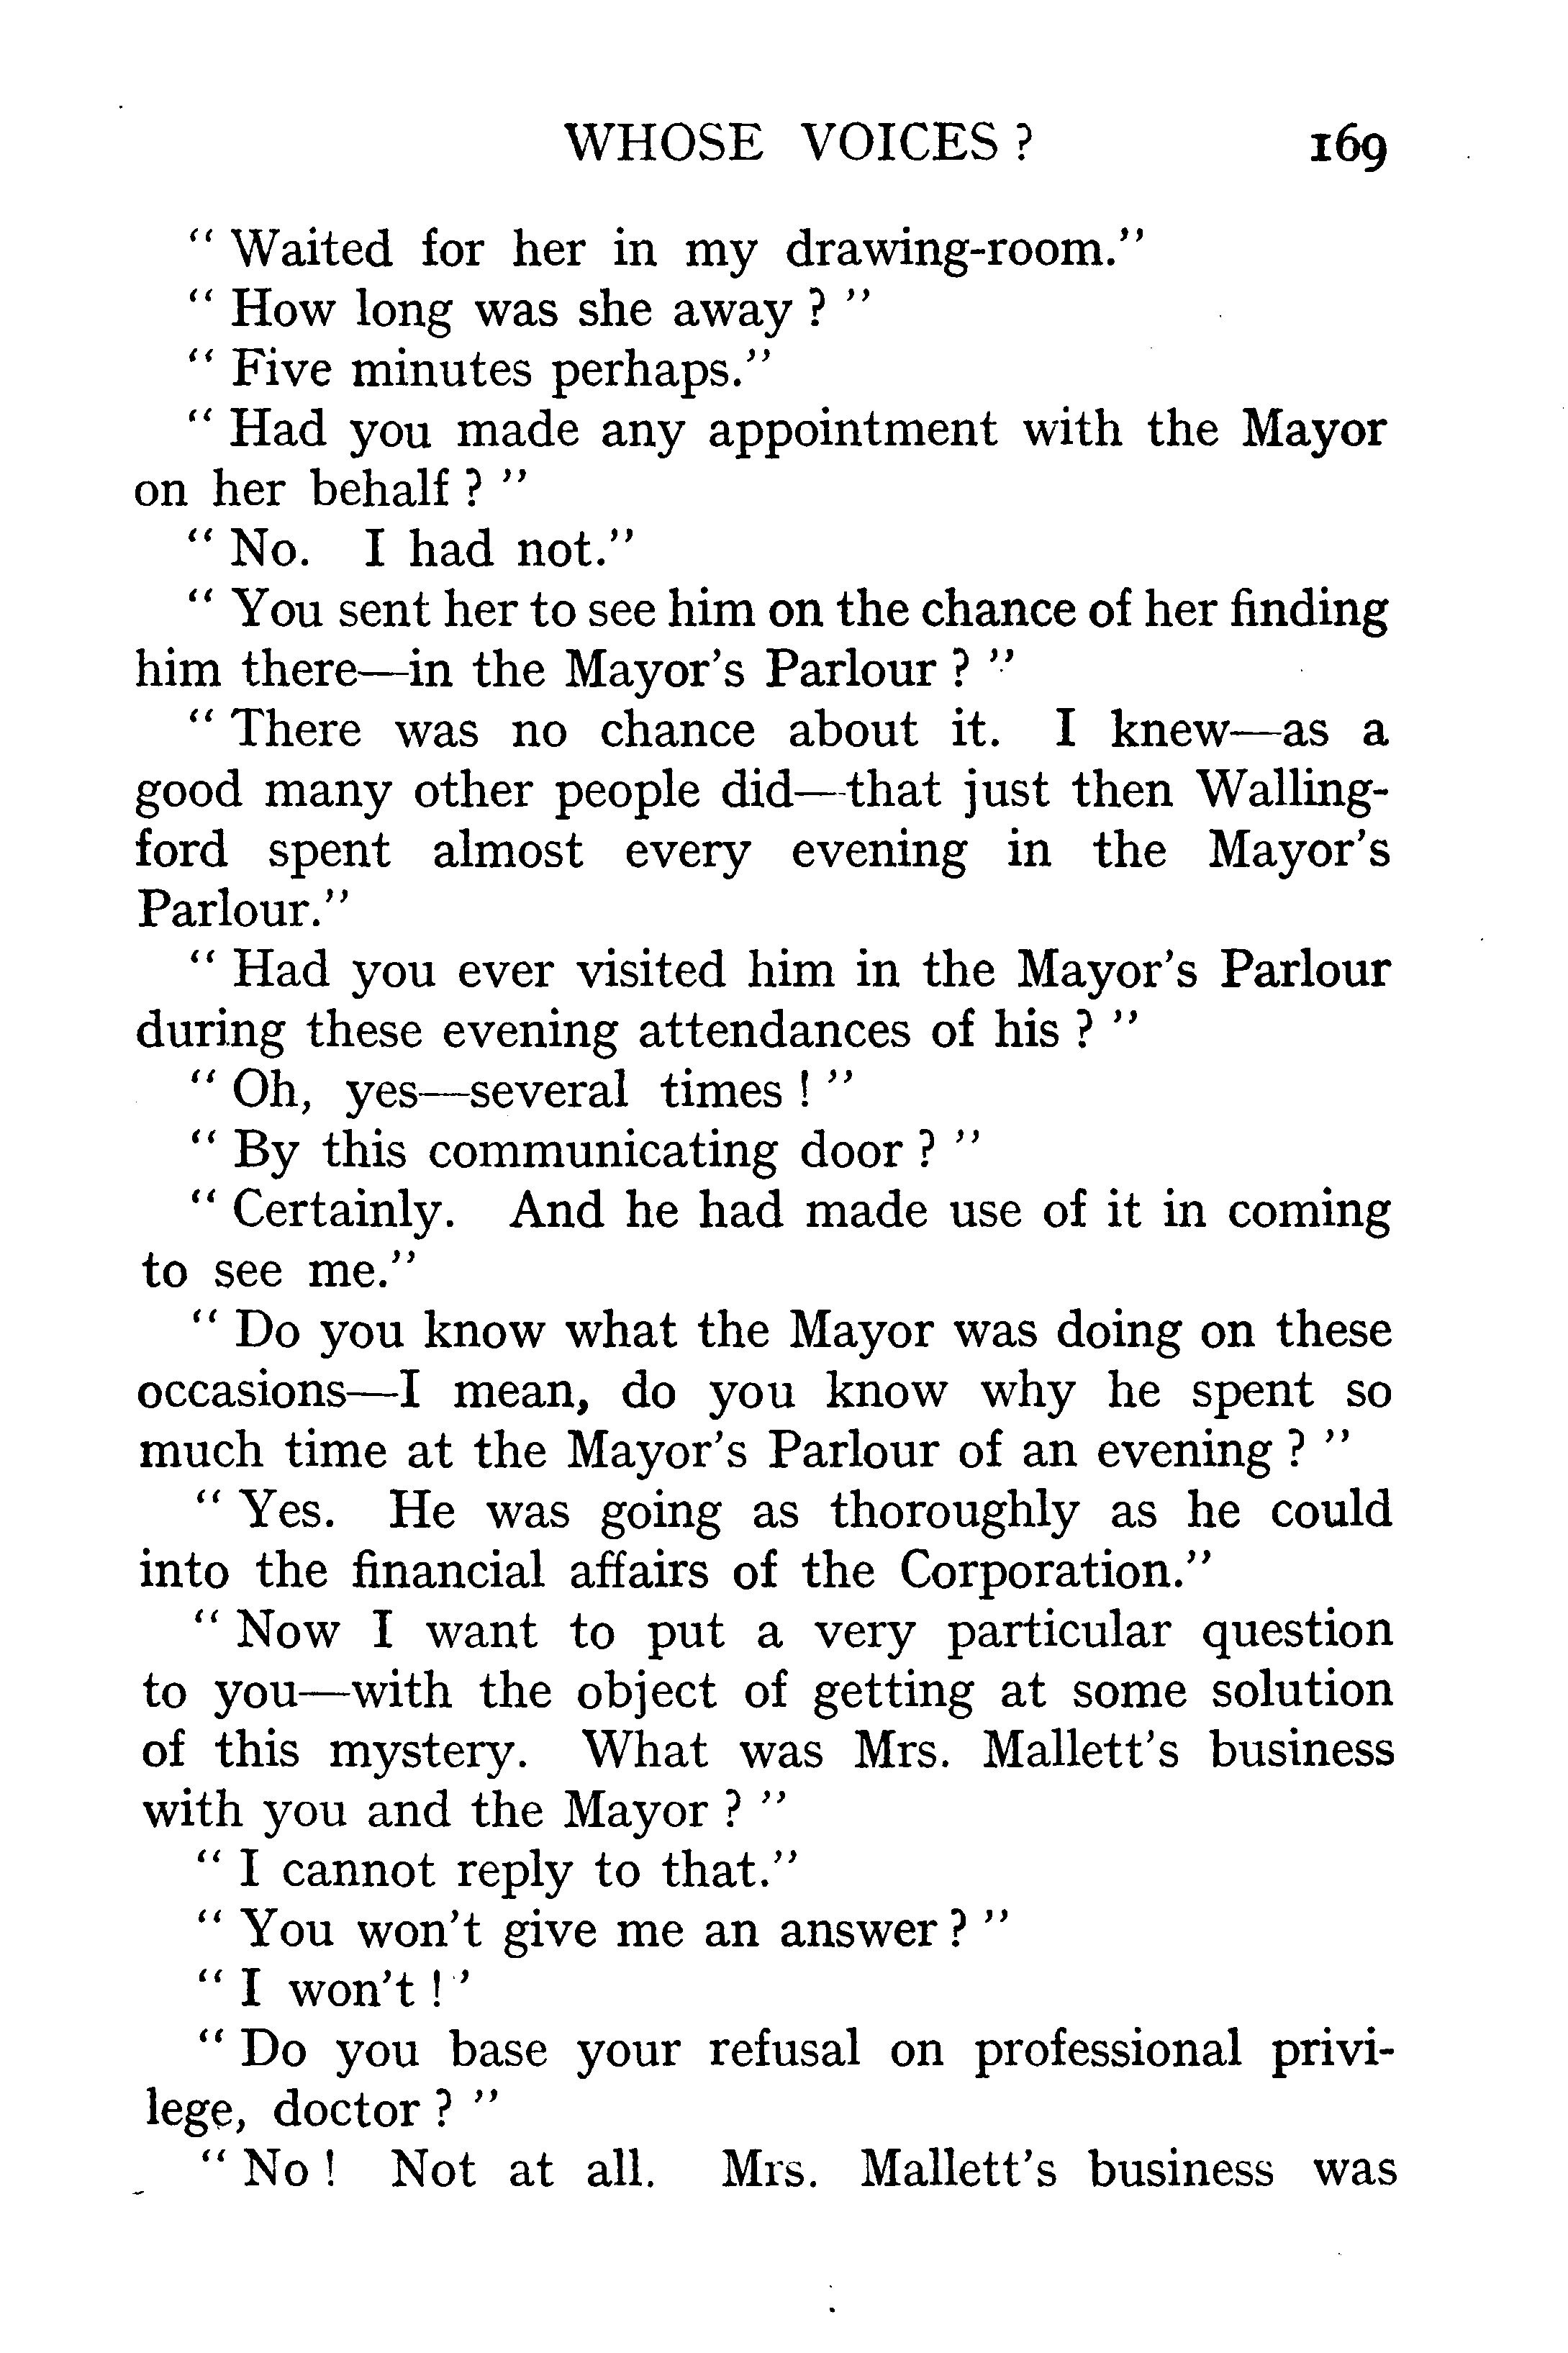 WHOSE VOICES ? 169
“ Waited for her in my drawing-room.”
“ How long was she away ? ”
“ Five minutes perhaps.”
“ Had you made any appointment with the Mayor
on her behalf ? ”
“ No. I had not.”
“ You sent her to see him on the chance of her finding
him there—in the Mayor’s Parlour ? ”
“ There was no chance about it. I knew—as a
good many other people did—that just then Walling-
ford spent almost every evening in the Mayor’s
Parlour.”
“ Had you ever visited him in the Mayor’s Parlour
during these evening attendances of his ? ”
“ Oh, yes—several times ! ”
“ By this communicating door ? ”
“ Certainly. And he had made use of it in coming
to see me.”
“ Do you know what the Mayor was doing on these
occasions—I mean, do you know why he spent so
much time at the Mayor’s Parlour of an evening ? ”
“ Yes. He was going as thoroughly as he could
into the financial affairs of the Corporation.”
“ Now I want to put a very particular question
to you—with the object of getting at some solution
of this mystery. What was Mrs. Mallett’s business
with you and the Mayor ? ”
“ I cannot reply to that.”
“ You won’t give me an answer ? ”
“ I won’t ! ’
“ Do you base your refusal on professional privi-
lege, doctor ? ”
“ No ! Not at all. Mrs. Mallett’s business was